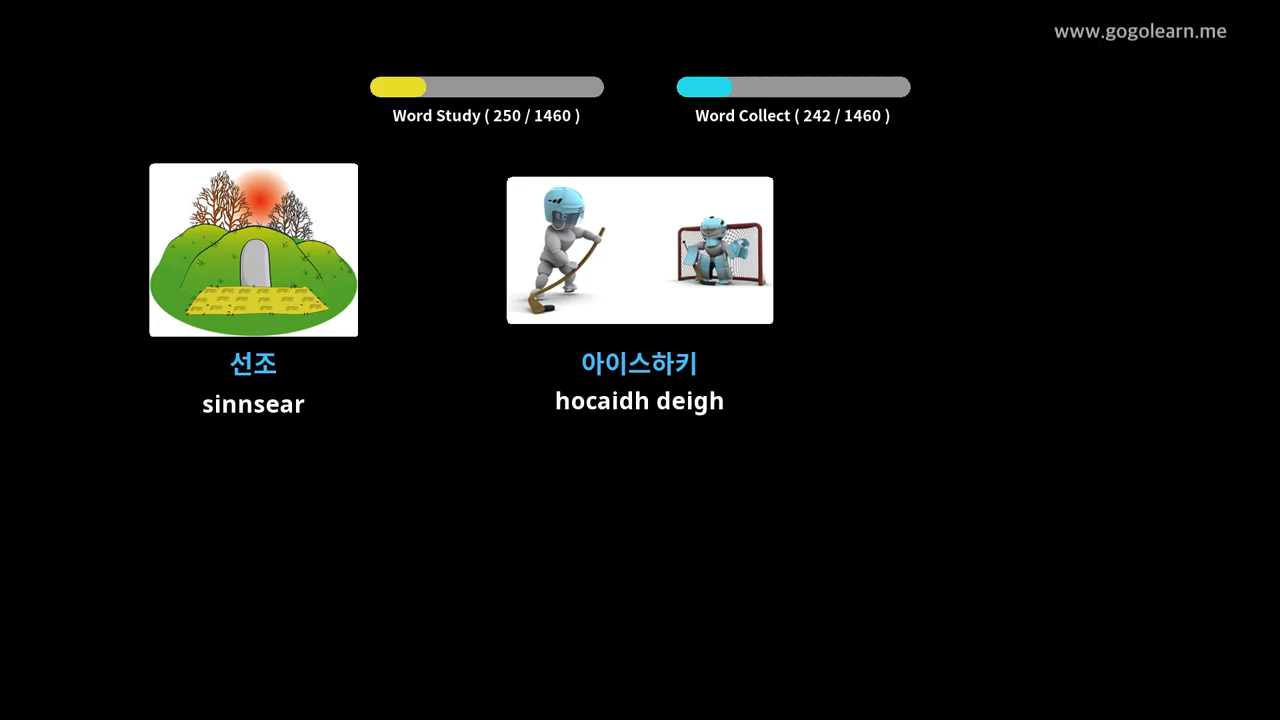 www.gogolearn.me
Word Study ( 250 / 1460 )
Word Collect ( 242 / 1460 )
선조
sinnsear
아이스하키
hocaidh deigh